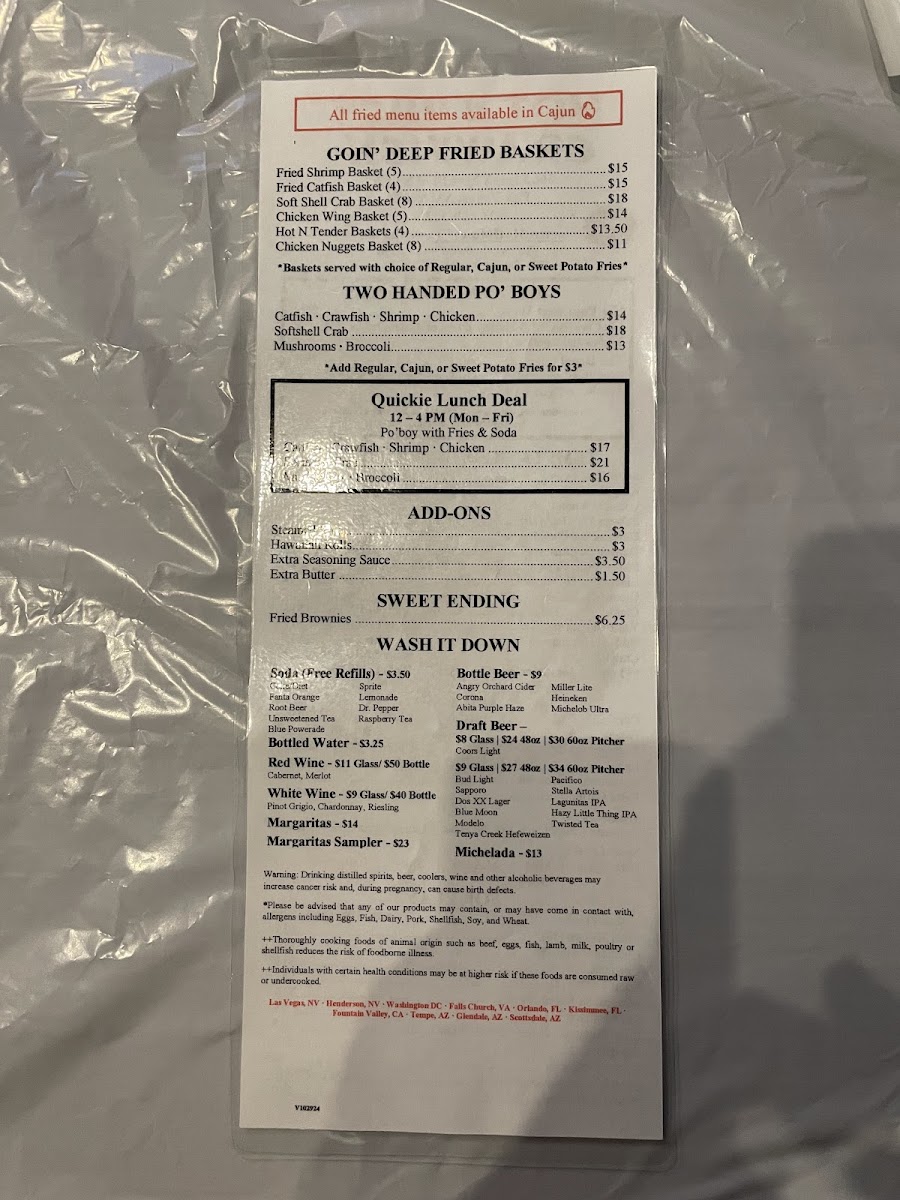 All fried menu items available in Cajun
GOIN' DEEP FRIED BASKETS
Fried Shrimp Basket (5) $15
Fried Catfish Basket (4) $15
Soft Shell Crab Basket (8) $18
Chicken Wing Basket (5) $14
Hot N Tender Baskets (4) $13.50
Chicken Nuggets Basket (8) $11
*Baskets served with choice of Regular, Cajun, or Sweet Potato Fries*
TWO HANDED PO' BOYS
Catfish · Crawfish · Shrimp · Chicken $14
Softshell Crab $18
Mushrooms · Broccoli $13
*Add Regular, Cajun, or Sweet Potato Fries for $3*
Quickie Lunch Deal
12 – 4 PM (Mon – Fri)
Po'boy with Fries & Soda
Crawfish · Shrimp · Chicken $17
$21
Broccoli $16
ADD-ONS
$3
Hawaiian Rolls $3
Extra Seasoning Sauce $3.50
Extra Butter $1.50
SWEET ENDING
Fried Brownies $6.25
WASH IT DOWN
Soda (Free Refills) - $3.50
Coke/Diet Sprite
Fanta Orange Lemonade
Root Beer Dr. Pepper
Unsweetened Tea Raspberry Tea
Blue Powerade
Bottled Water - $3.25
Red Wine - $11 Glass/ $50 Bottle
Cabernet, Merlot
White Wine - $9 Glass/ $40 Bottle
Pinot Grigio, Chardonnay, Riesling
Margaritas - $14
Margaritas Sampler - $23
Bottle Beer - $9
Angry Orchard Cider Miller Lite
Corona Heineken
Abita Purple Haze Michelob Ultra
Draft Beer –
$8 Glass | $24 48oz | $30 60oz Pitcher
Coors Light
$9 Glass | $27 48oz | $34 60oz Pitcher
Bud Light Pacifico
Sapporo Stella Artois
Dos XX Lager Lagunitas IPA
Blue Moon Hazy Little Thing IPA
Modelo Twisted Tea
Tenya Creek Hefeweizen
Michelada - $13
Warning: Drinking distilled spirits, beer, coolers, wine and other alcoholic beverages may
increase cancer risk and, during pregnancy, can cause birth defects.
*Please be advised that any of our products may contain, or may have come in contact with,
allergens including Eggs, Fish, Dairy, Pork, Shellfish, Soy, and Wheat.
++Thoroughly cooking foods of animal origin such as beef, eggs, fish, lamb, milk, poultry or
shellfish reduces the risk of foodborne illness.
++Individuals with certain health conditions may be at higher risk if these foods are consumed raw
or undercooked.
Las Vegas, NV · Henderson, NV · Washington DC · Falls Church, VA · Orlando, FL · Kissimmee, FL ·
Fountain Valley, CA · Tempe, AZ · Glendale, AZ · Scottsdale, AZ
V102924